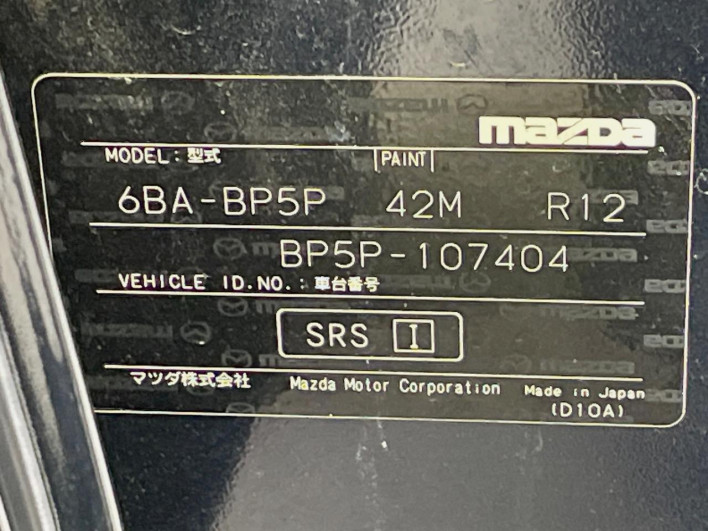 mazda
MODEL:型式 PAINT
6BA-BP5P 42M R12
BP5P-107404
VEHICLE ID.NO.:車台番号
SRS I
マツダ株式会社 Mazda Motor Corporation Made in Japan
(D10A)